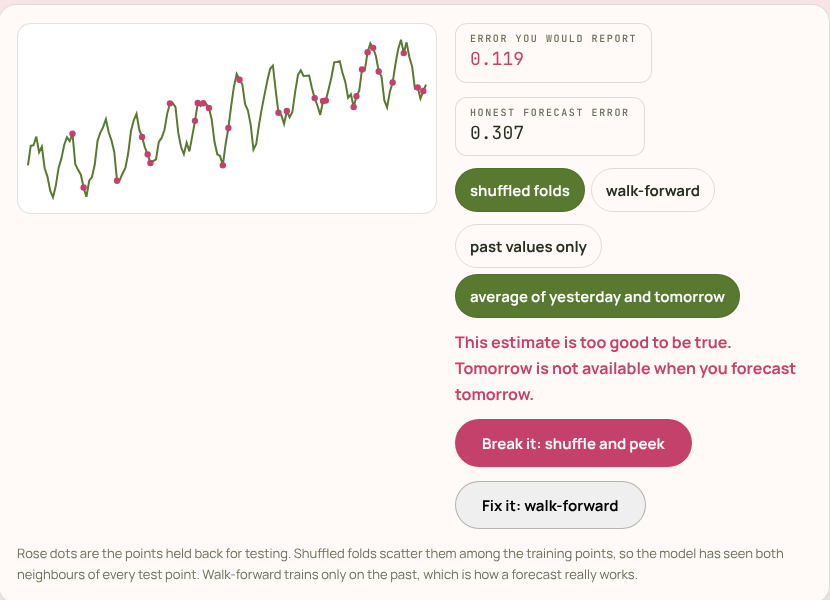 ERROR YOU WOULD REPORT
0.119
HONEST FORECAST ERROR
0.307
shuffled folds
walk-forward
past values only
average of yesterday and tomorrow
This estimate is too good to be true.
Tomorrow is not available when you forecast
tomorrow.
Break it: shuffle and peek
Fix it: walk-forward
Rose dots are the points held back for testing. Shuffled folds scatter them among the training points, so the model has seen both
neighbours of every test point. Walk-forward trains only on the past, which is how a forecast really works.